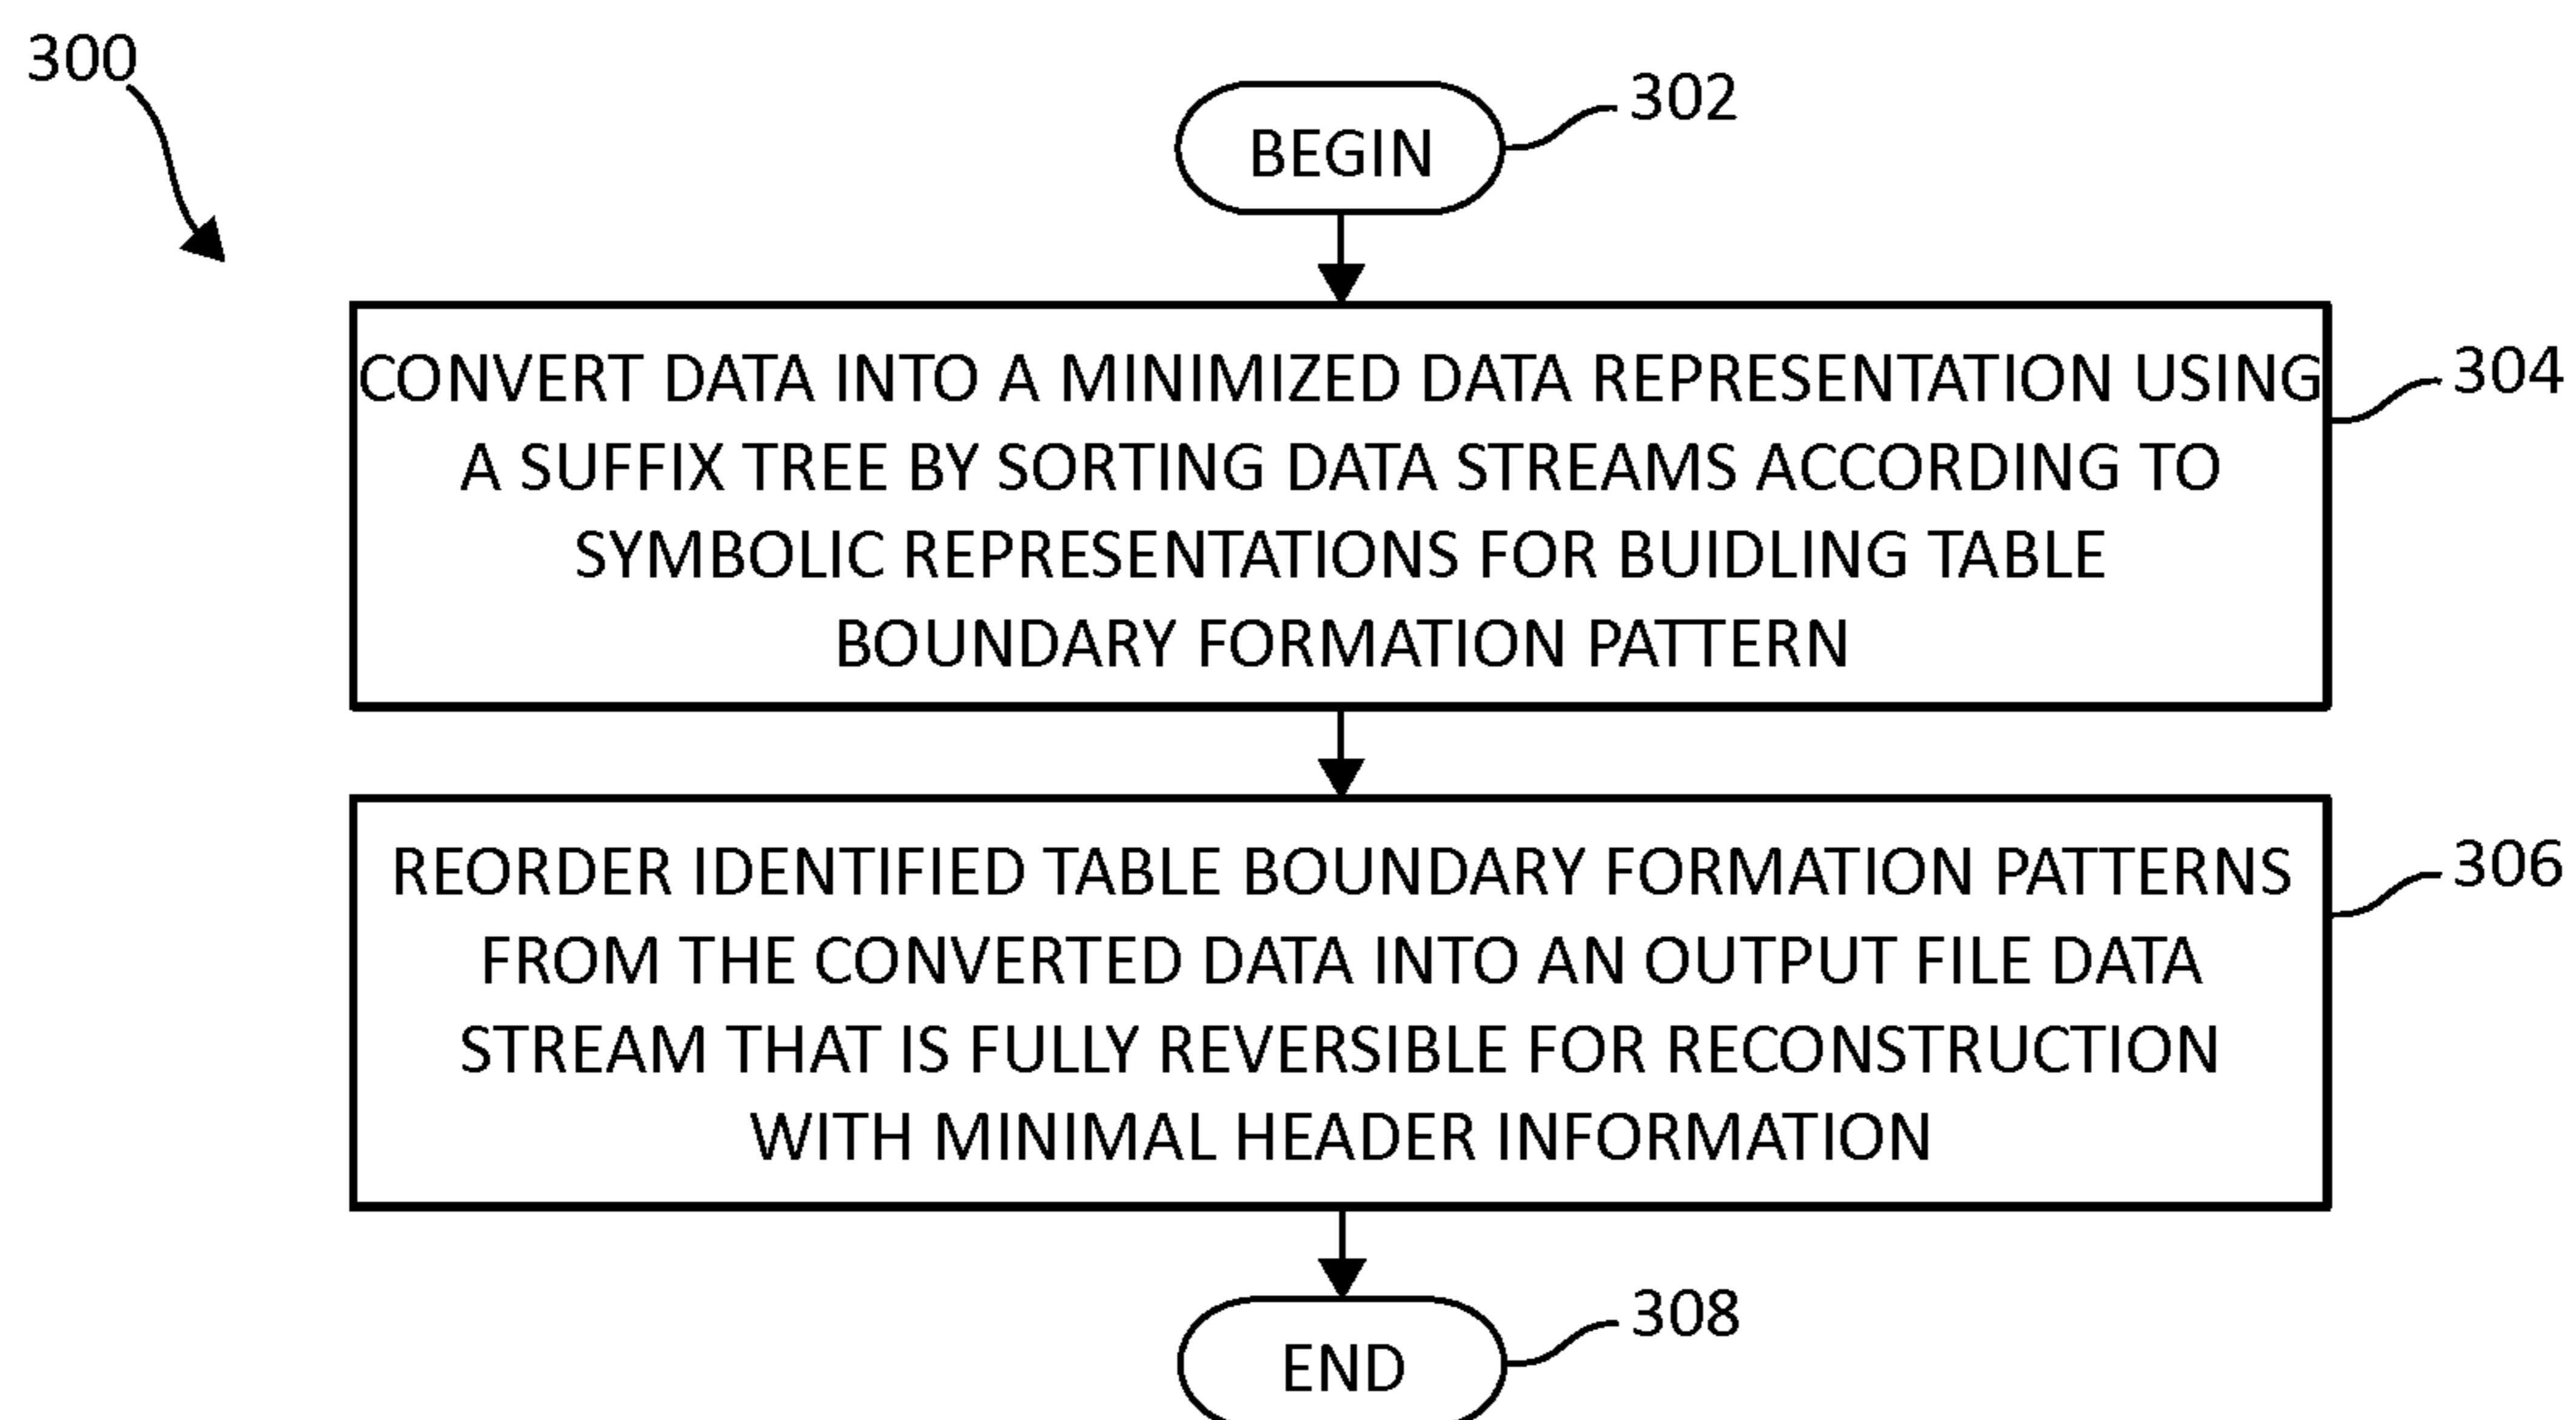 300
BEGIN
302
CONVERT DATA INTO A MINIMIZED DATA REPRESENTATION USING
A SUFFIX TREE BY SORTING DATA STREAMS ACCORDING TO
SYMBOLIC REPRESENTATIONS FOR BUIDLING TABLE
BOUNDARY FORMATION PATTERN
304
REORDER IDENTIFIED TABLE BOUNDARY FORMATION PATTERNS
FROM THE CONVERTED DATA INTO AN OUTPUT FILE DATA
STREAM THAT IS FULLY REVERSIBLE FOR RECONSTRUCTION
WITH MINIMAL HEADER INFORMATION
306
END
308